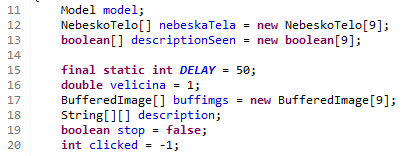 11 Model model;
12 NebeskoTelo[] nebeskaTela = new NebeskoTelo[9];
13 boolean[] descriptionSeen = new boolean[9];
14
15 final static int DELAY = 50;
16 double velicina = 1;
17 BufferedImage[] buffimgs = new BufferedImage[9];
18 String[][] description;
19 boolean stop = false;
20 int clicked = -1;